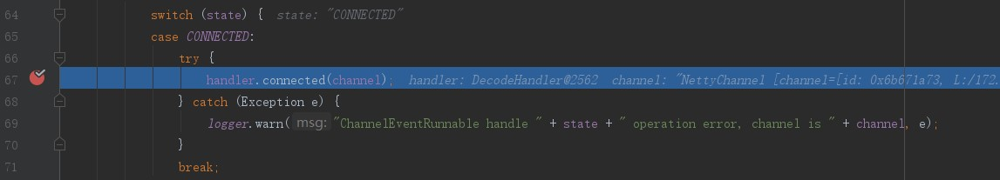 64 switch (state) { state: "CONNECTED"
65 case CONNECTED:
66 try {
67 handler.connected(channel); handler: DecodeHandler@2562 channel: "NettyChannel [channel=[id: 0x6b671a73, L:/172.
68 } catch (Exception e) {
69 logger.warn( msg: "ChannelEventRunnable handle " + state + " operation error, channel is " + channel, e);
70 }
71 break;